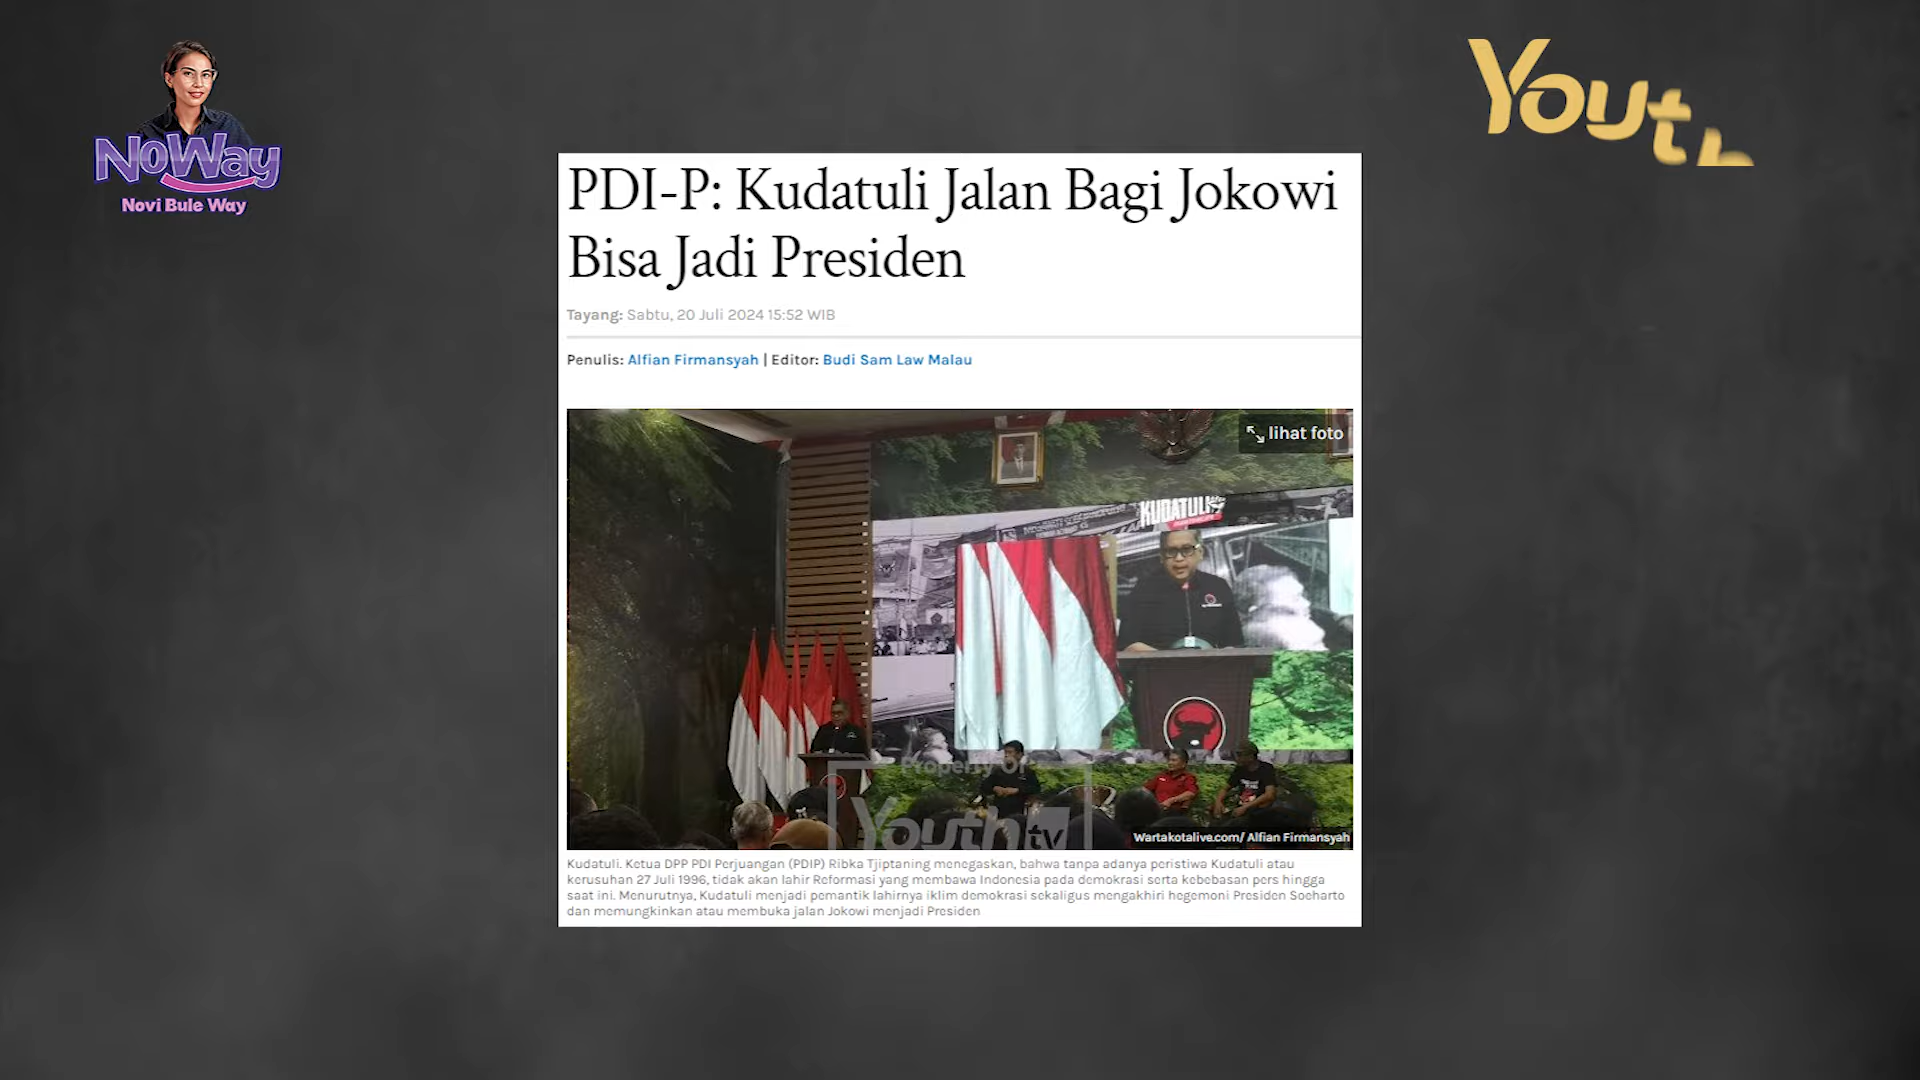 NoWay
Novi Bule Way
Yout
PDI-P: Kudatuli Jalan Bagi Jokowi
Bisa Jadi Presiden
Tayang: Sabtu, 20 Juli 2024 15:52 WIB
Penulis: Alfian Firmansyah | Editor: Budi Sam Law Malau
lihat foto
KUDATULI
Property Of
Youth tv
Wartakotalive.com/ Alfian Firmansyah
Kudatuli. Ketua DPP PDI Perjuangan (PDIP) Ribka Tjiptaning menegaskan, bahwa tanpa adanya peristiwa Kudatuli atau
kerusuhan 27 Juli 1996, tidak akan lahir Reformasi yang membawa Indonesia pada demokrasi serta kebebasan pers hingga
saat ini. Menurutnya, Kudatuli menjadi pemantik lahirnya iklim demokrasi sekaligus mengakhiri hegemoni Presiden Soeharto
dan memungkinkan atau membuka jalan Jokowi menjadi Presiden